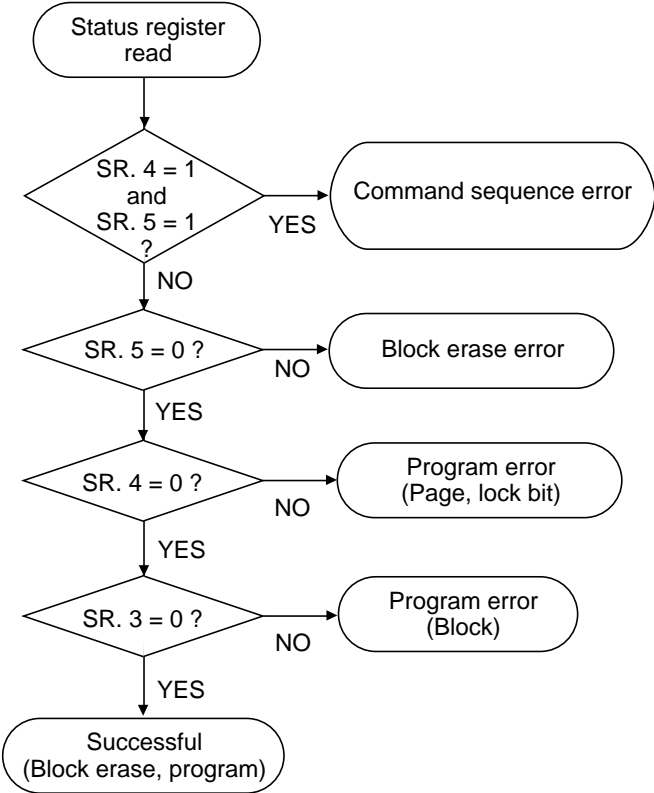 Status register
read
SR. 4 = 1
and
SR. 5 = 1
?
YES
Command sequence error
NO
SR. 5 = 0 ?
NO
Block erase error
YES
SR. 4 = 0 ?
NO
Program error
(Page, lock bit)
YES
SR. 3 = 0 ?
NO
Program error
(Block)
YES
Successful
(Block erase, program)